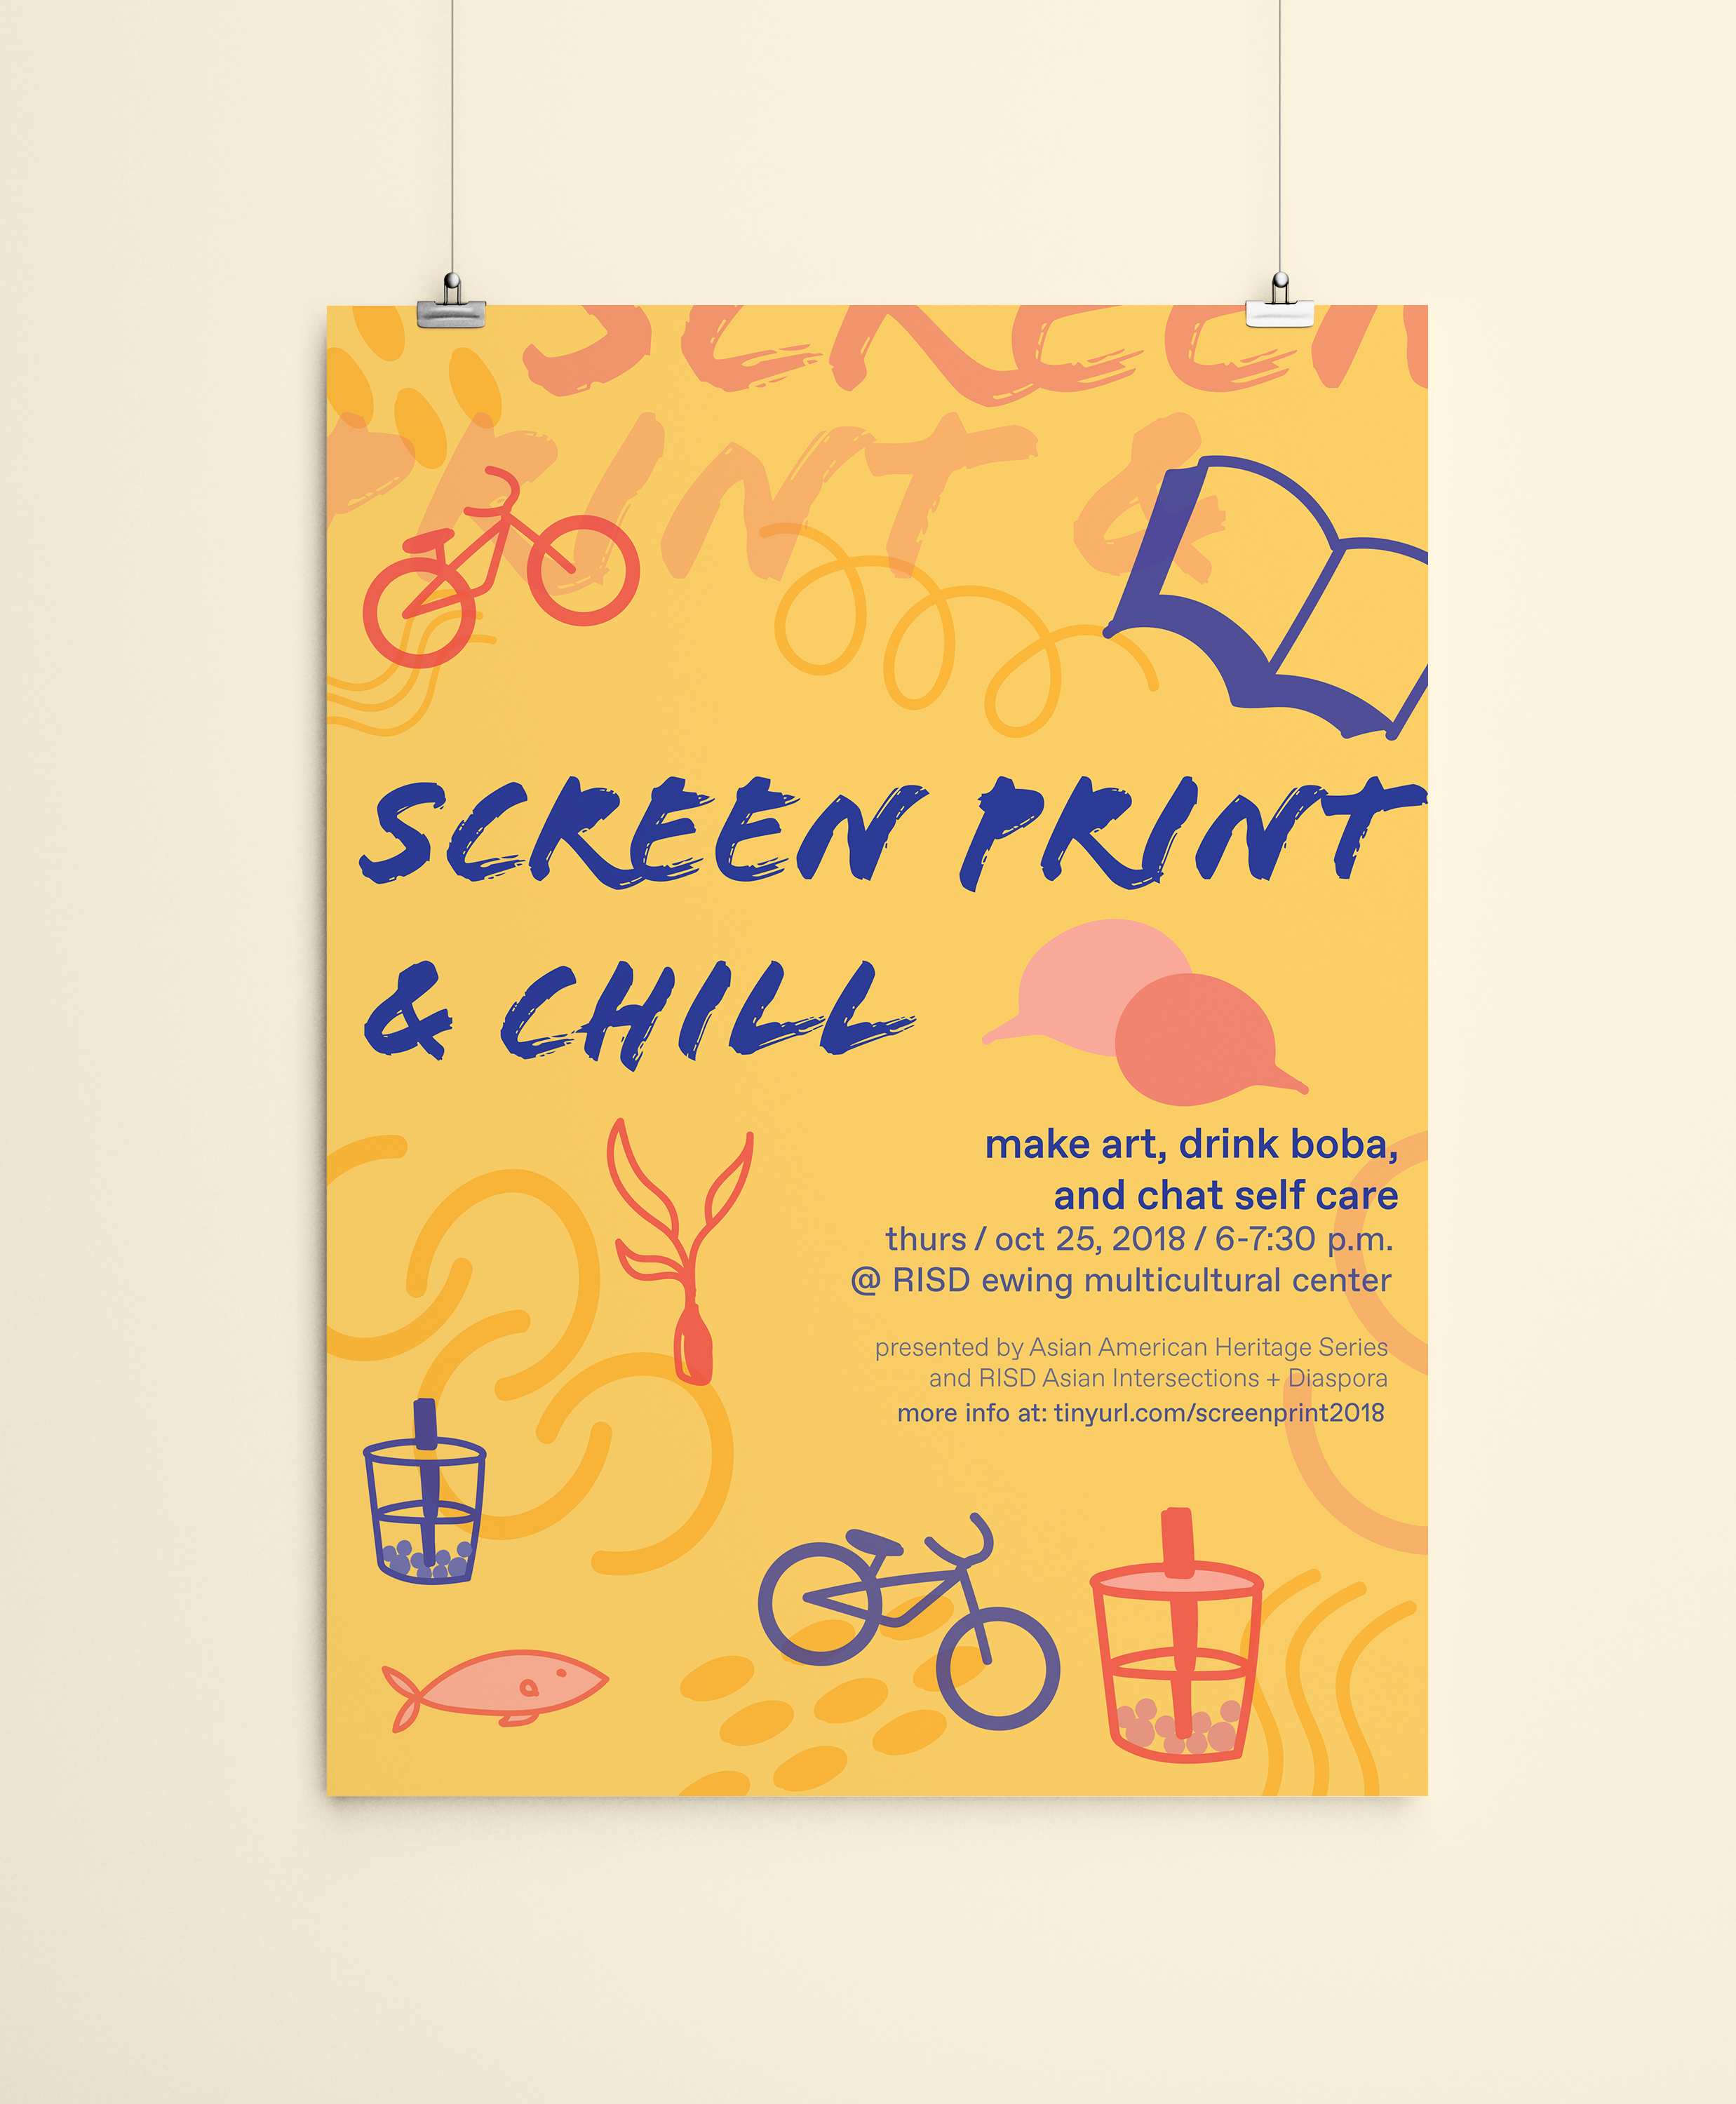 SCREEN
PRINT &
SCREEN PRINT
& CHILL
make art, drink boba,
and chat self care
thurs / oct 25, 2018 / 6-7:30 p.m.
@ RISD ewing multicultural center
presented by Asian American Heritage Series
and RISD Asian Intersections + Diaspora
more info at: tinyurl.com/screenprint2018